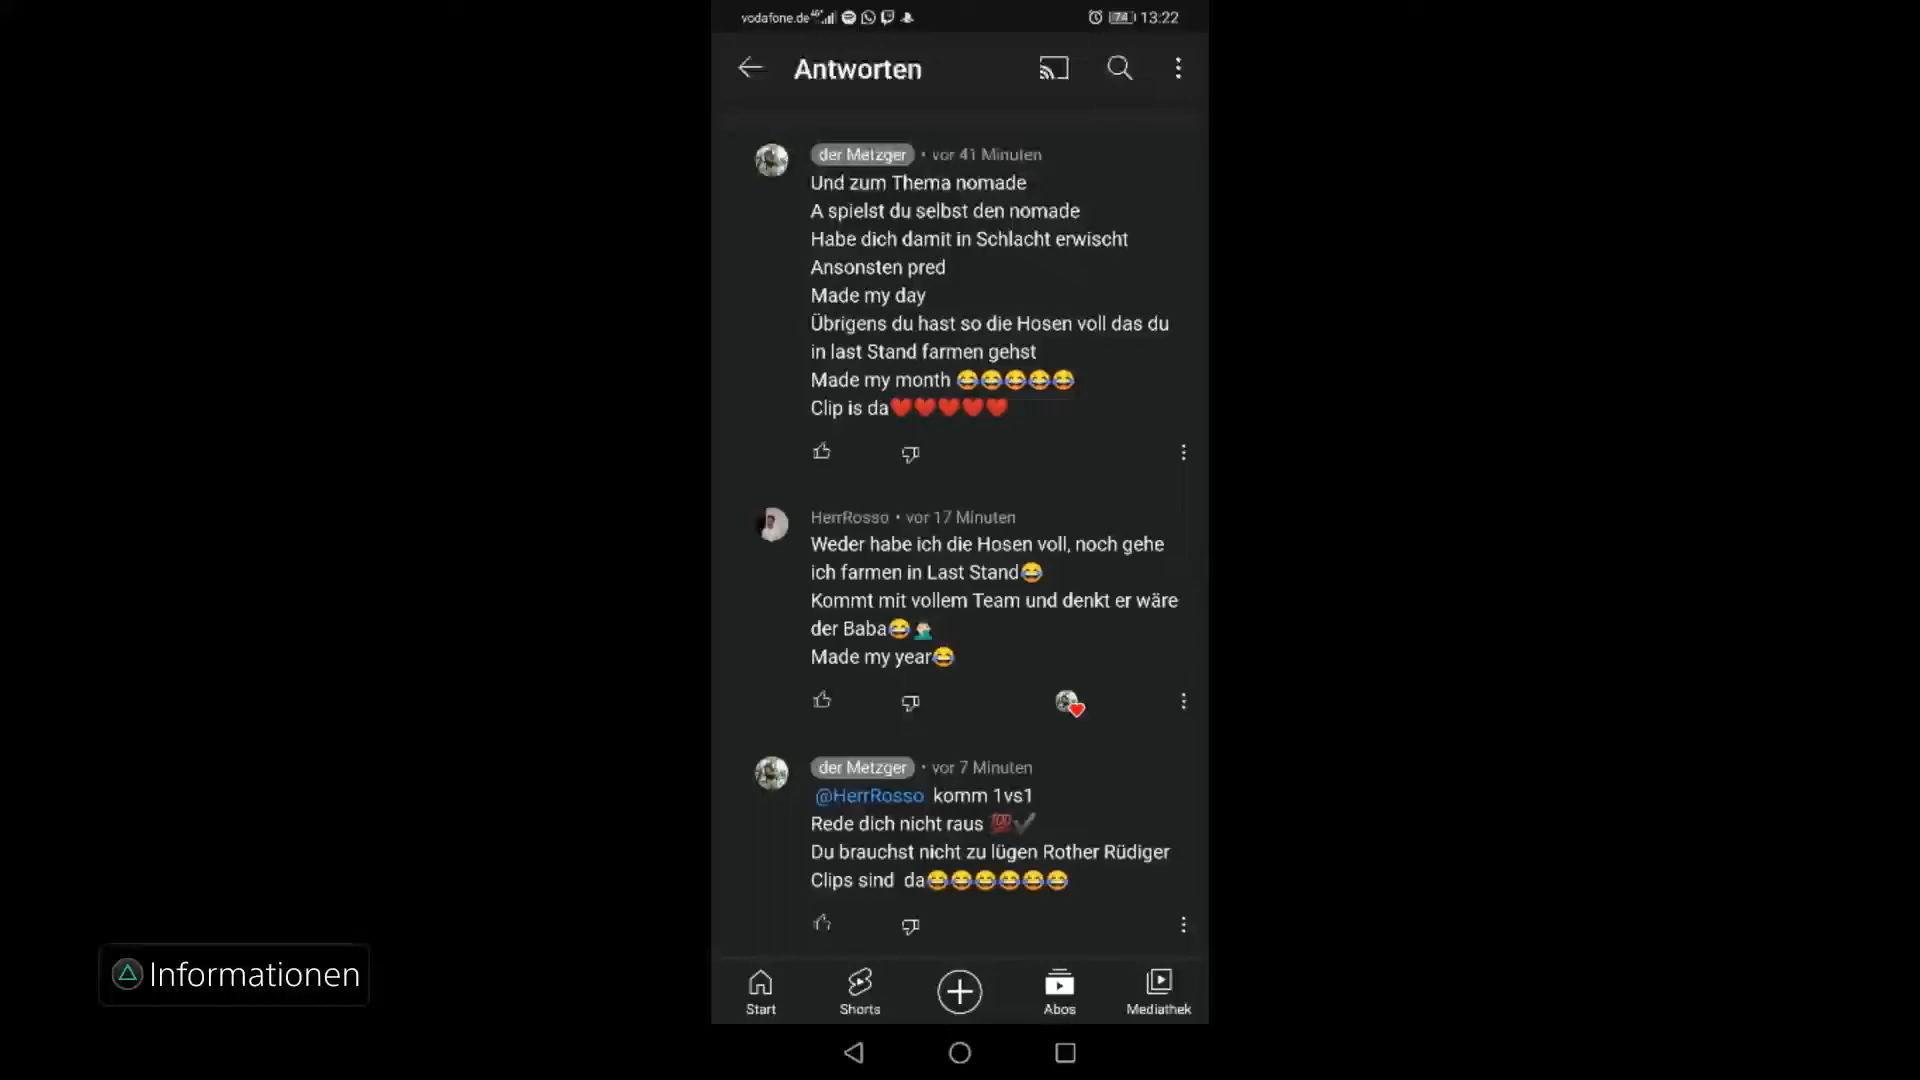 vodafone.de 74 13:22
Antworten
der Metzger • vor 41 Minuten
Und zum Thema nomade
A spielst du selbst den nomade
Habe dich damit in Schlacht erwischt
Ansonsten pred
Made my day
Übrigens du hast so die Hosen voll das du
in last Stand farmen gehst
Made my month 😂😂😂😂😂
Clip is da❤️❤️❤️❤️❤️
HerrRosso • vor 17 Minuten
Weder habe ich die Hosen voll, noch gehe
ich farmen in Last Stand😂
Kommt mit vollem Team und denkt er wäre
der Baba😂🤦🏻‍♂️
Made my year😂
der Metzger • vor 7 Minuten
@HerrRosso komm 1vs1
Rede dich nicht raus 💯✔️
Du brauchst nicht zu lügen Rother Rüdiger
Clips sind da😂😂😂😂😂😂
Informationen
Start Shorts Abos Mediathek